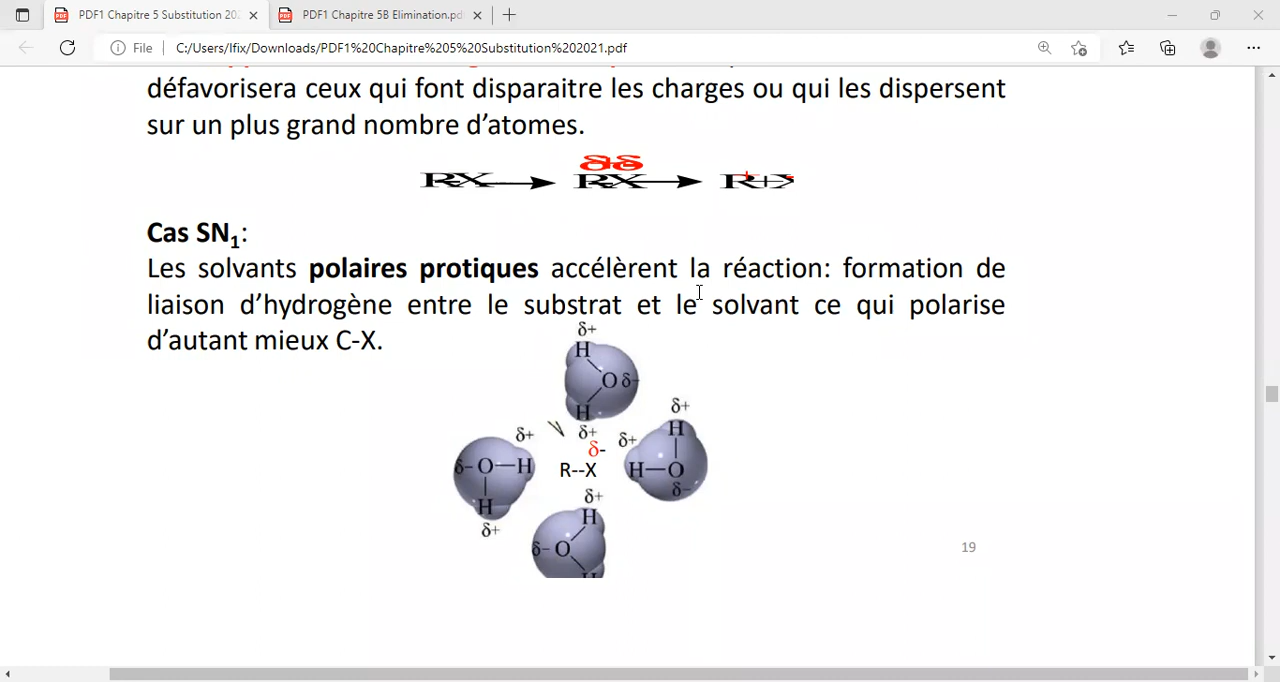 PDF1 Chapitre 5 Substitution 20
PDF1 Chapitre 5B Elimination.pd
File
C:/Users/Ifix/Downloads/PDF1%20Chapitre%205%20Substitution%202021.pdf
défavorisera ceux qui font disparaitre les charges ou qui les dispersent
sur un plus grand nombre d’atomes.
δ+ δ-
RX RX R + X
Cas SN₁:
Les solvants polaires protiques accélèrent la réaction: formation de
liaison d’hydrogène entre le substrat et le solvant ce qui polarise
d’autant mieux C-X.
δ+
H
O δ-
H
δ+
δ+
H
δ+
H—O
δ-
δ+
δ- O—H
H
δ+
δ-
R--X
δ+
H
δ- O
H
19